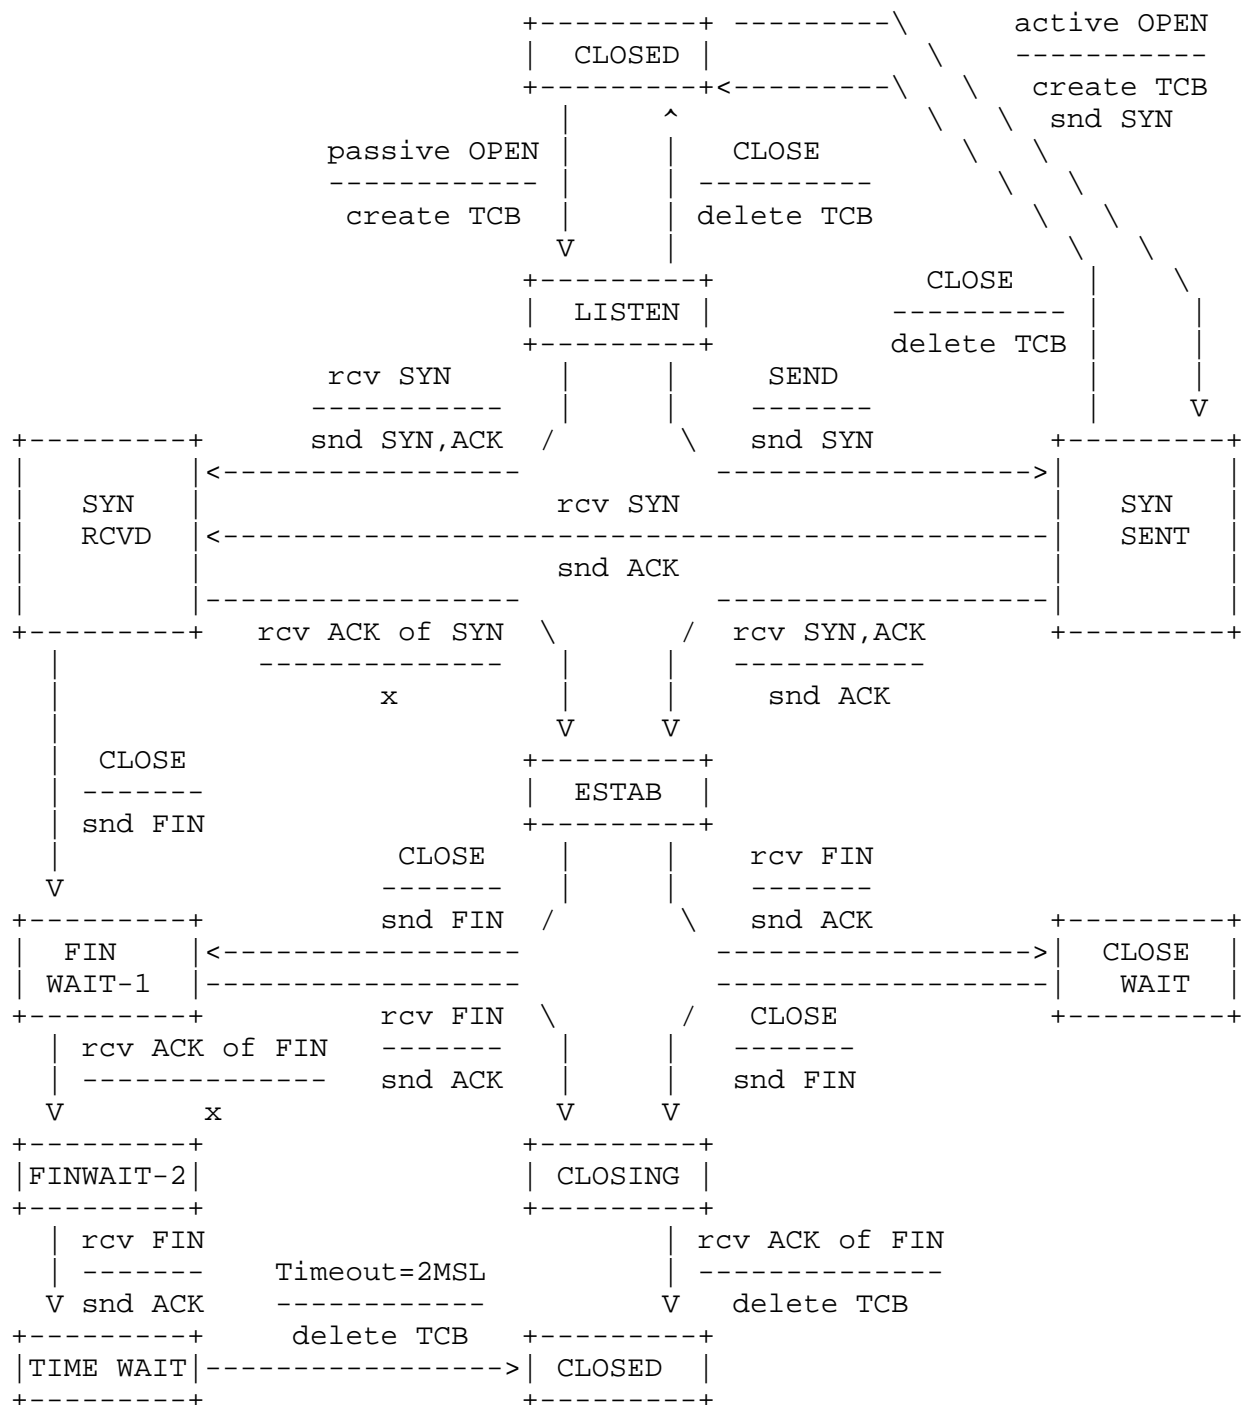 +---------+ ---------\ active OPEN
| CLOSED | \ -----------
+---------+<---------\ \ create TCB
| ^ \ \ snd SYN
passive OPEN | | CLOSE \ \
------------ | | ---------- \ \
create TCB | | delete TCB \ \
V | \ \
+---------+ CLOSE | \
| LISTEN | ---------- | |
+---------+ delete TCB | |
rcv SYN | | SEND | |
----------- | | ------- | V
+---------+ snd SYN,ACK / \ snd SYN +---------+
| |<----------------- ------------------>| |
| SYN | rcv SYN | SYN |
| RCVD |<-----------------------------------------------| SENT |
| | snd ACK | |
| |------------------ -------------------| |
+---------+ rcv ACK of SYN \ / rcv SYN,ACK +---------+
| -------------- | | -----------
| x | | snd ACK
| V V
| CLOSE +---------+
| ------- | ESTAB |
| snd FIN +---------+
| CLOSE | | rcv FIN
V ------- | | -------
+---------+ snd FIN / \ snd ACK +---------+
| FIN |<----------------- ------------------>| CLOSE |
| WAIT-1 |------------------ -------------------| WAIT |
+---------+ rcv FIN \ / CLOSE +---------+
| rcv ACK of FIN ------- | | -------
| -------------- snd ACK | | snd FIN
V x V V
+---------+ +---------+
|FINWAIT-2| | CLOSING |
+---------+ +---------+
| rcv FIN | rcv ACK of FIN
| ------- Timeout=2MSL | --------------
V snd ACK ------------ V delete TCB
+---------+ delete TCB +---------+
|TIME WAIT|----------------->| CLOSED |
+---------+ +---------+